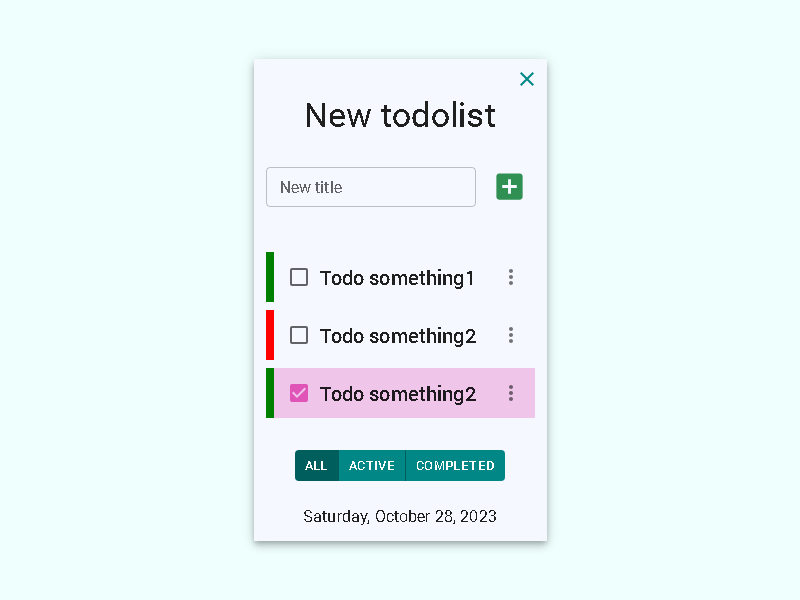 New todolist
New title
Todo something1
Todo something2
Todo something2
ALL ACTIVE COMPLETED
Saturday, October 28, 2023